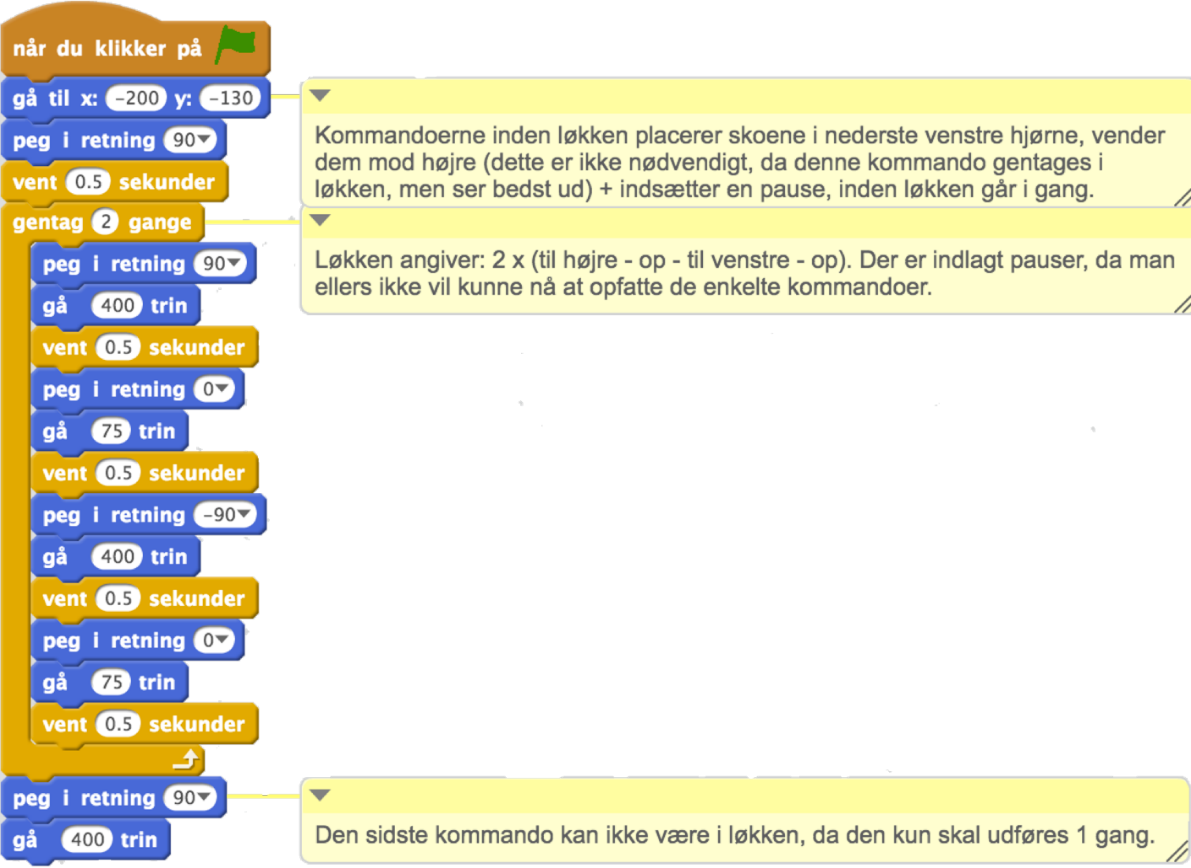 når du klikker på
gå til x: -200 y: -130
peg i retning 90
vent 0.5 sekunder
Kommandoerne inden løkken placerer skoene i nederste venstre hjørne, vender
dem mod højre (dette er ikke nødvendigt, da denne kommando gentages i
løkken, men ser bedst ud) + indsætter en pause, inden løkken går i gang.
gentag 2 gange
Løkken angiver: 2 x (til højre - op - til venstre - op). Der er indlagt pauser, da man
ellers ikke vil kunne nå at opfatte de enkelte kommandoer.
peg i retning 90
gå 400 trin
vent 0.5 sekunder
peg i retning 0
gå 75 trin
vent 0.5 sekunder
peg i retning -90
gå 400 trin
vent 0.5 sekunder
peg i retning 0
gå 75 trin
vent 0.5 sekunder
peg i retning 90
gå 400 trin
Den sidste kommando kan ikke være i løkken, da den kun skal udføres 1 gang.